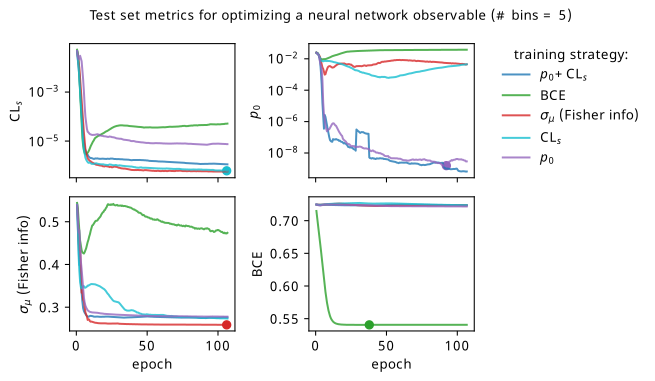 Test set metrics for optimizing a neural network observable (# bins = 5)
CLₛ
10⁻³
10⁻⁵
p₀
10⁻²
10⁻⁴
10⁻⁶
10⁻⁸
training strategy:
p₀+ CLₛ
BCE
σ_μ (Fisher info)
CLₛ
p₀
σ_μ (Fisher info)
0.5
0.4
0.3
0
50
100
epoch
BCE
0.70
0.65
0.60
0.55
0
50
100
epoch